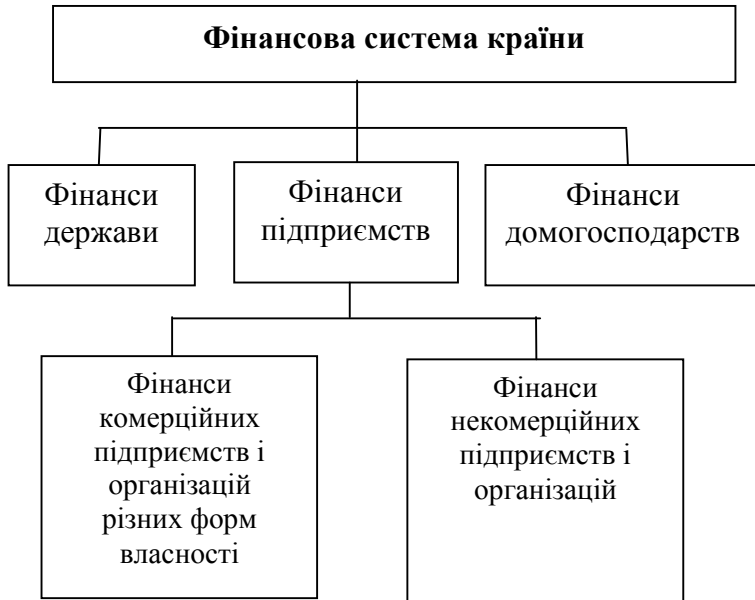 Фінансова система країни
Фінанси
держави
Фінанси
підприємств
Фінанси
домогосподарств
Фінанси
комерційних
підприємств і
організацій
різних форм
власності
Фінанси
некомерційних
підприємств і
організацій